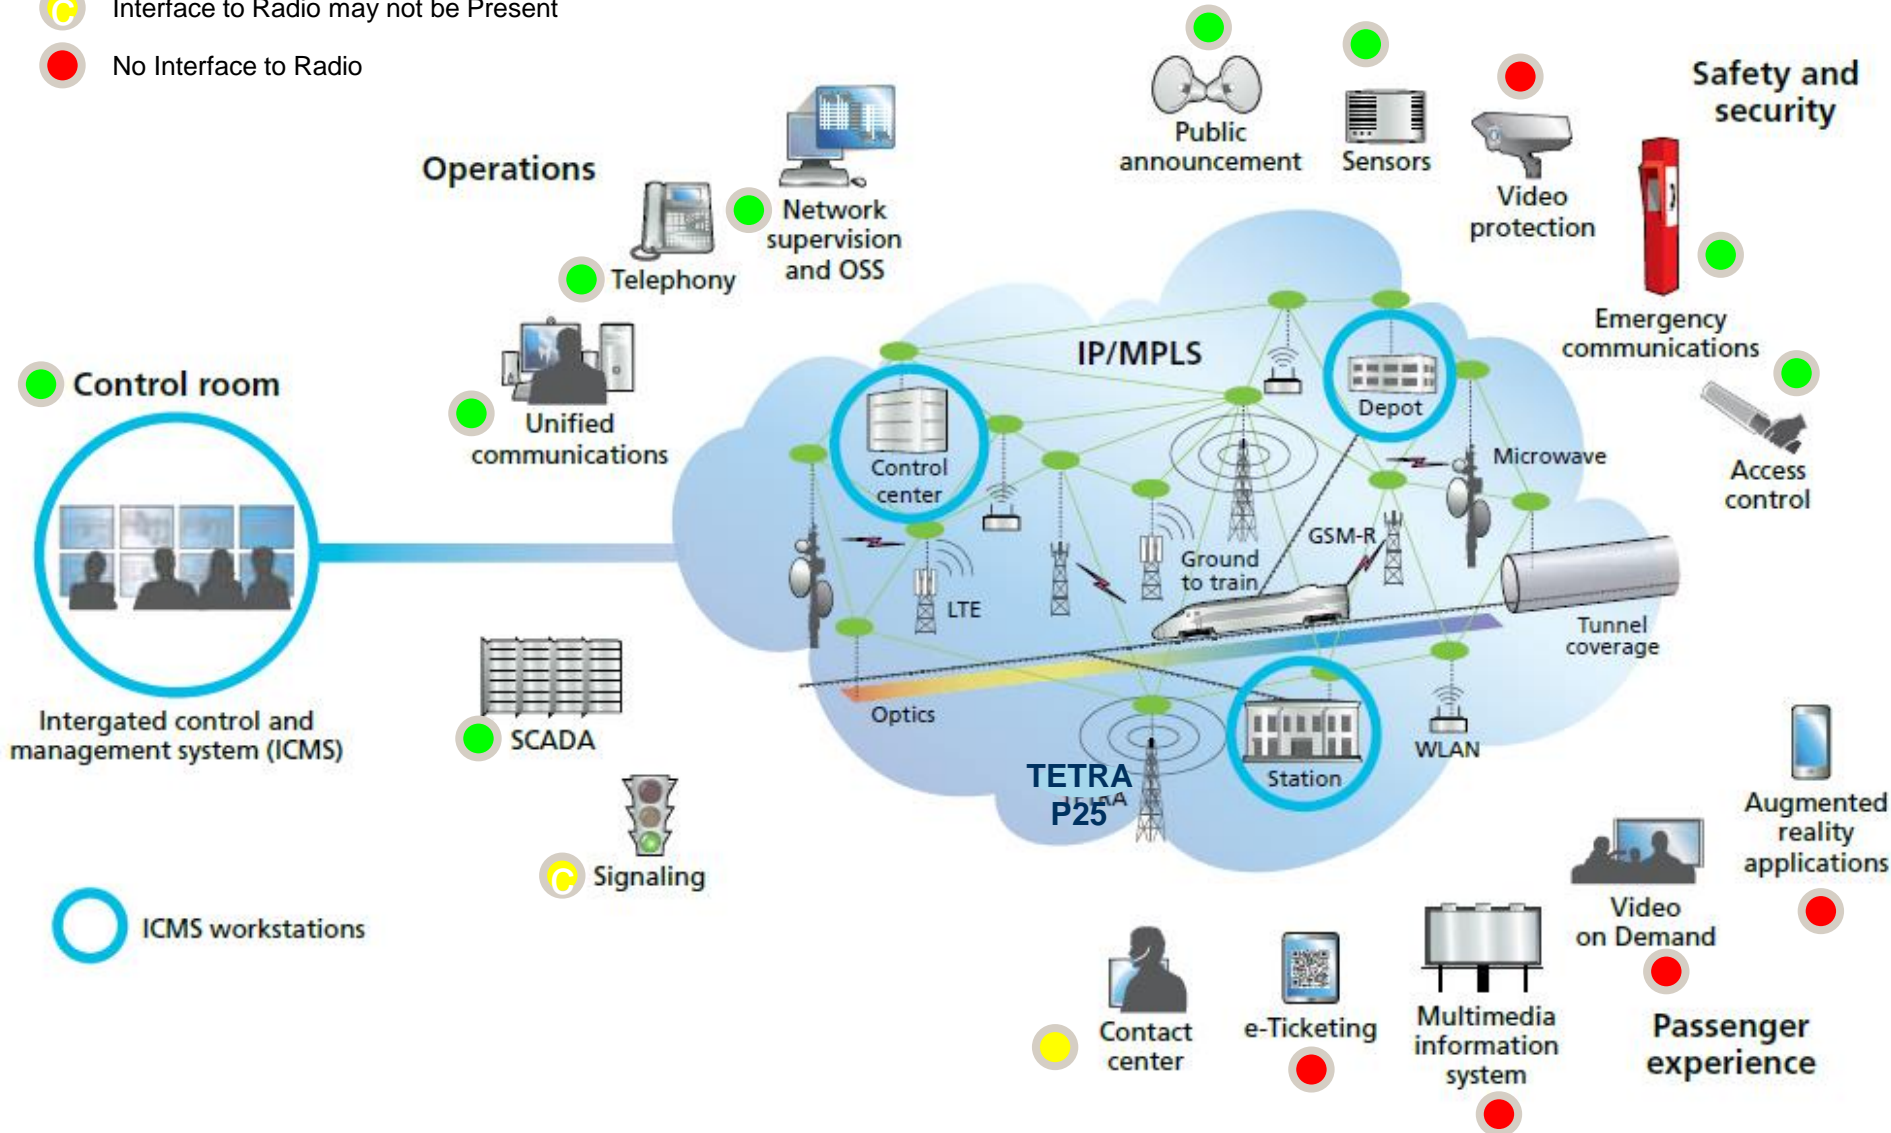 C
Interface to Radio may not be Present
No Interface to Radio
Operations
Network
supervision
and OSS
Telephony
Unified
communications
Control room
Intergated control and
management system (ICMS)
SCADA
C
Signaling
ICMS workstations
Public
announcement
Sensors
Video
protection
Safety and
security
Emergency
communications
Access
control
IP/MPLS
Control
center
Depot
Microwave
GSM-R
Ground
to train
LTE
Tunnel
coverage
Optics
TETRA
TETRA
P25
Station
WLAN
Augmented
reality
applications
Video
on Demand
Contact
center
e-Ticketing
Multimedia
information
system
Passenger
experience